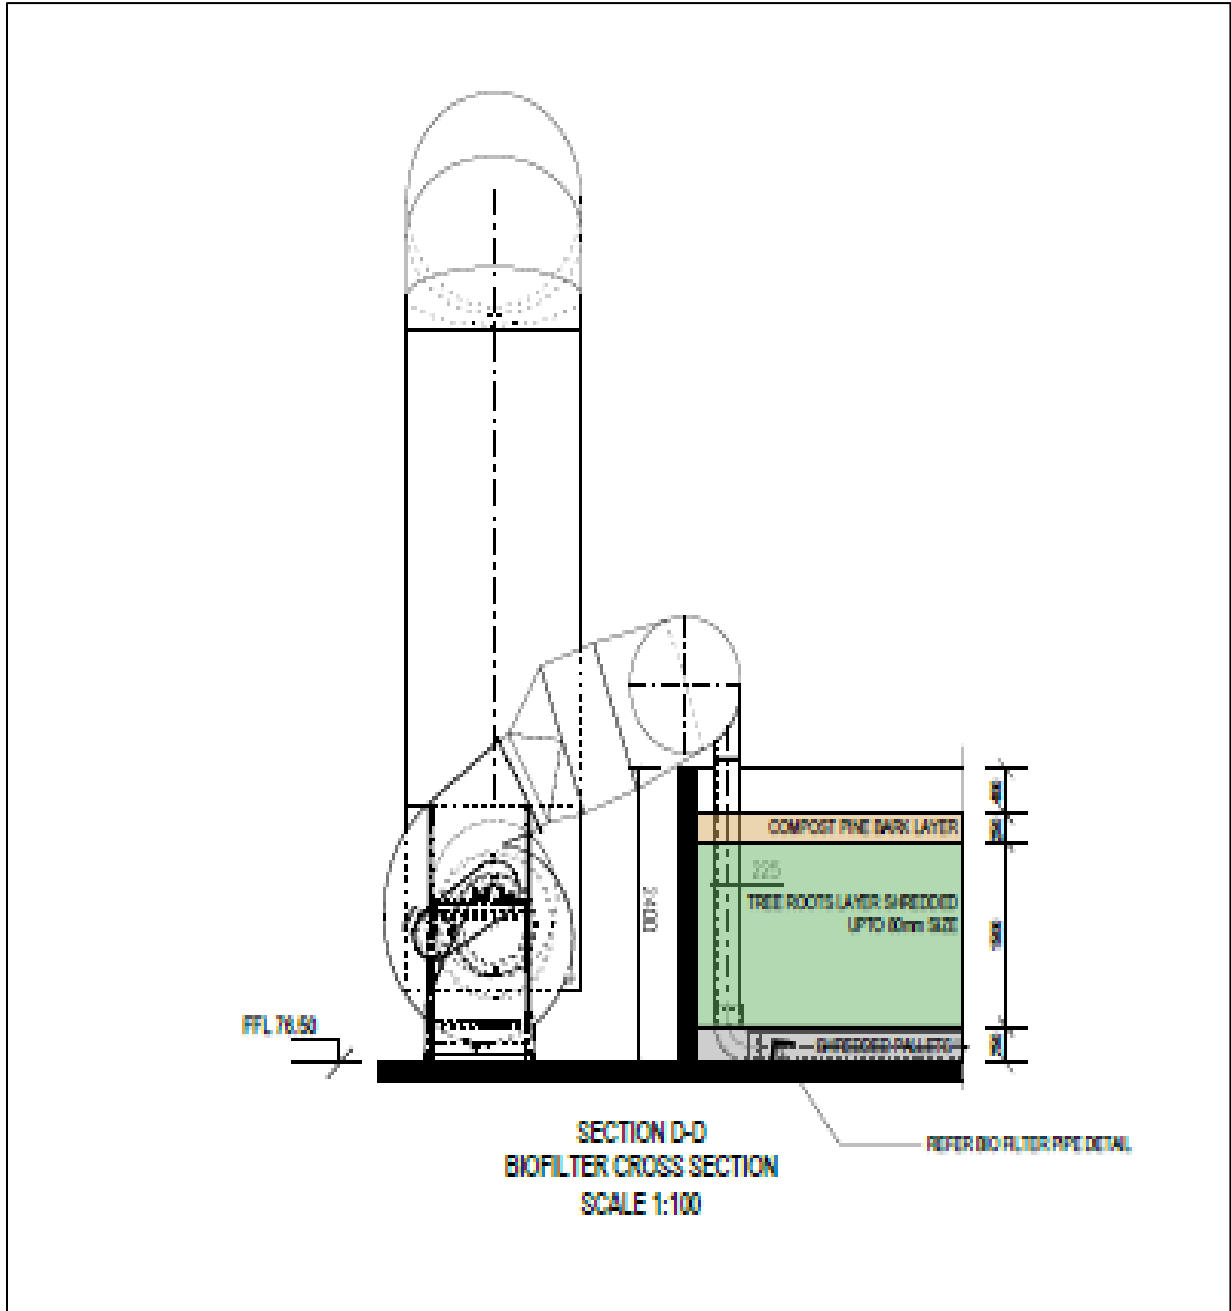 COMPOST PINE BARK LAYER
225
TREE ROOTS LAYER SHREDDED
UPTO 60mm SIZE
FFL 76.50
SHREDDED PALLETS
SECTION D-D
BIOFILTER CROSS SECTION
SCALE 1:100
REFER BIO FILTER PIPE DETAIL